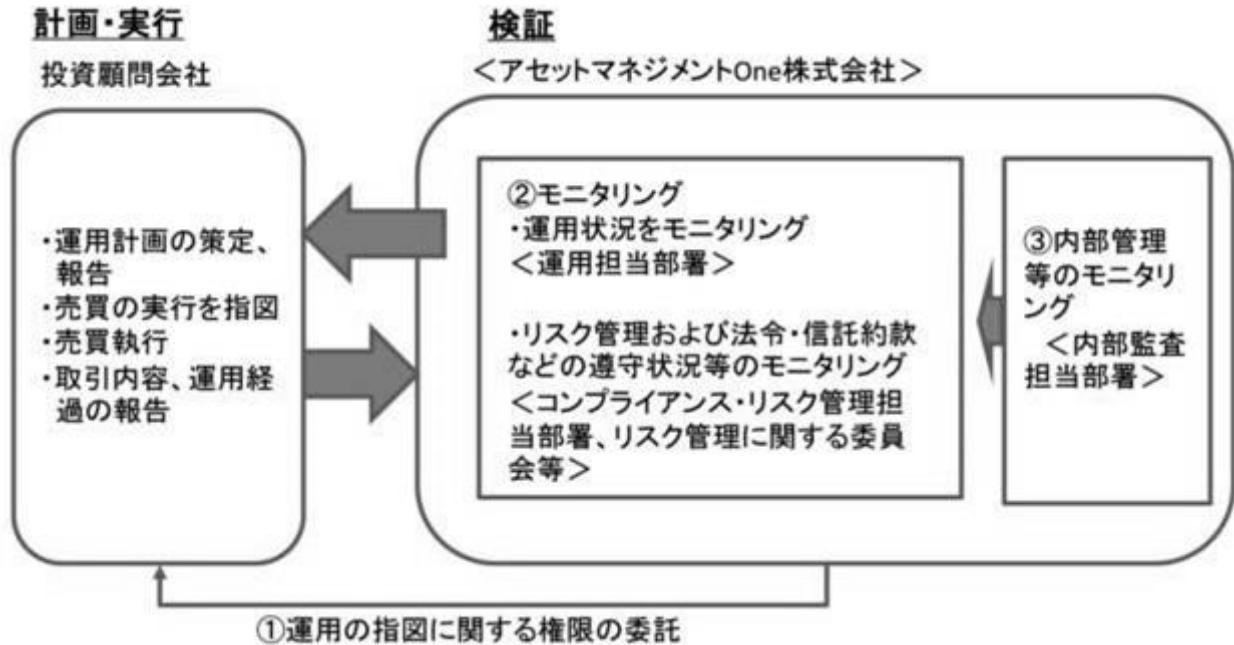 計画・実行
投資顧問会社
・運用計画の策定、
報告
・売買の実行を指図
・売買執行
・取引内容、運用経
過の報告
検証
＜アセットマネジメントOne株式会社＞
②モニタリング
・運用状況をモニタリング
＜運用担当部署＞
・リスク管理および法令・信託約款
などの遵守状況等のモニタリング
＜コンプライアンス・リスク管理担
当部署、リスク管理に関する委員
会等＞
③内部管理
等のモニタリ
ング
＜内部監査
担当部署＞
①運用の指図に関する権限の委託